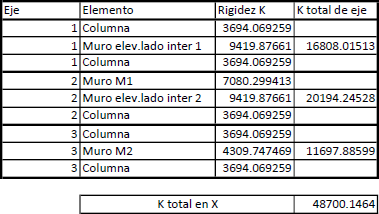 Eje Elemento Rigidez K K total de eje
1 Columna 3694.069259
1 Muro elev.lado inter 1 9419.87661 16808.01513
1 Columna 3694.069259
2 Muro M1 7080.299413
2 Muro elev.lado inter 2 9419.87661 20194.24528
2 Columna 3694.069259
3 Columna 3694.069259
3 Muro M2 4309.747469 11697.88599
3 Columna 3694.069259
K total en X 48700.1464